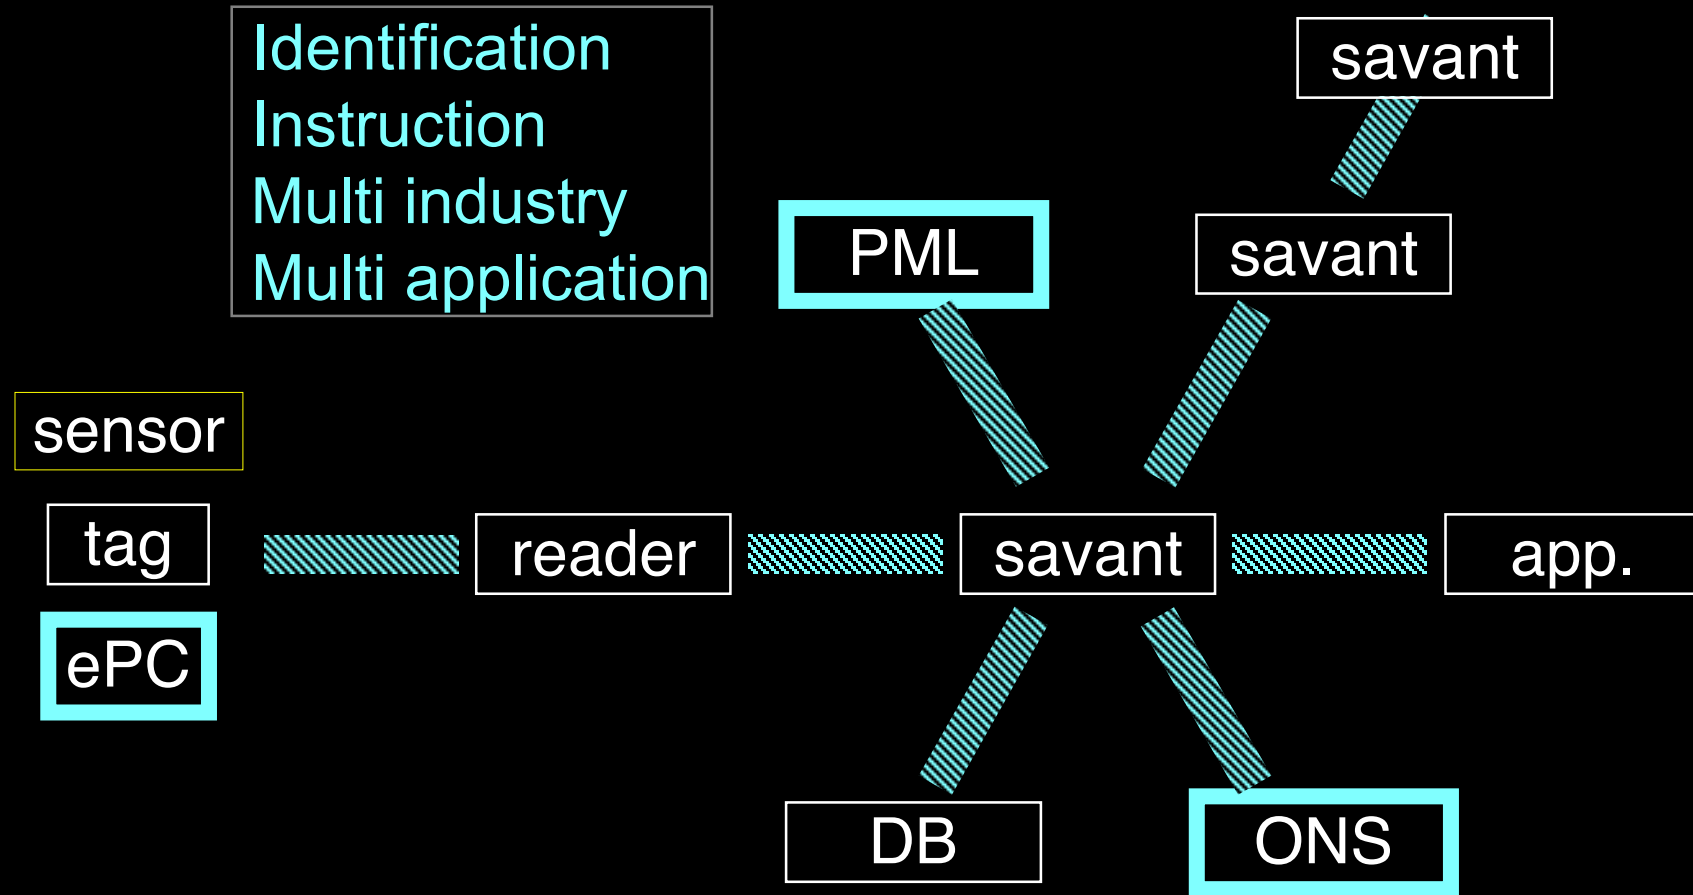 Identification
Instruction
Multi industry
Multi application
savant
PML
savant
sensor
tag
reader
savant
app.
ePC
DB
ONS